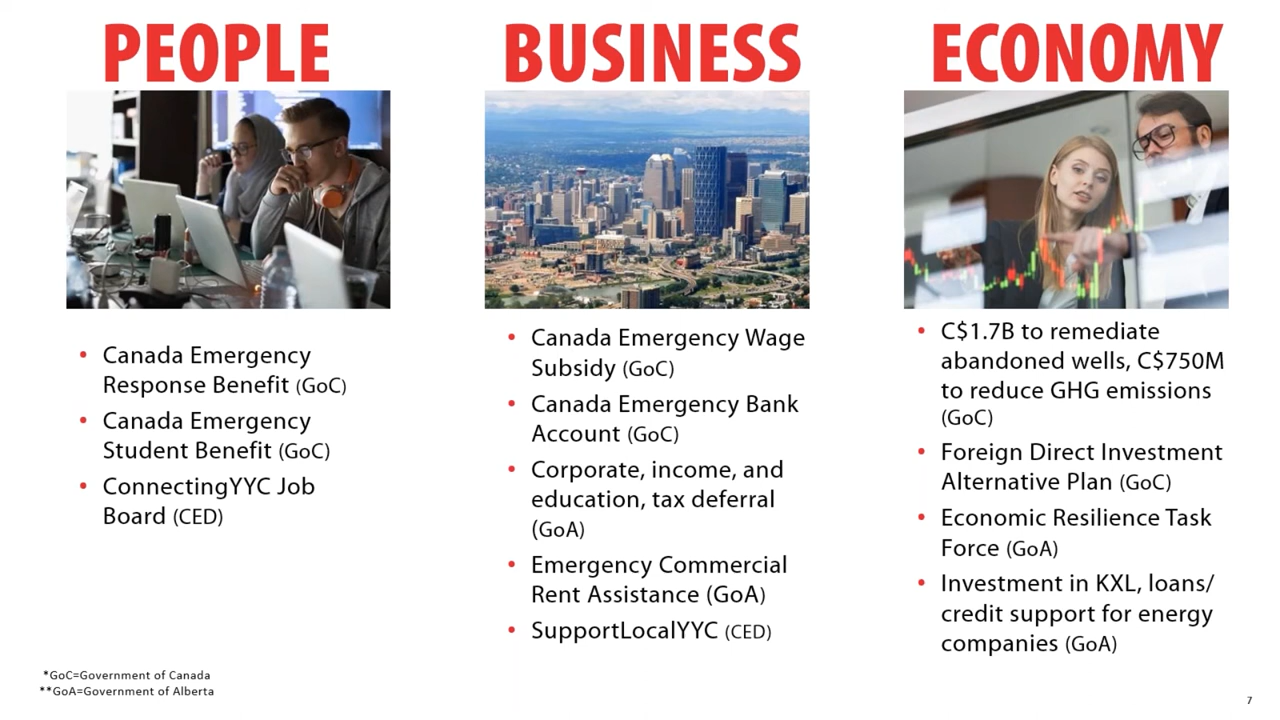 PEOPLE
• Canada Emergency
Response Benefit (GoC)
• Canada Emergency
Student Benefit (GoC)
• ConnectingYYC Job
Board (CED)
BUSINESS
• Canada Emergency Wage
Subsidy (GoC)
• Canada Emergency Bank
Account (GoC)
• Corporate, income, and
education, tax deferral
(GoA)
• Emergency Commercial
Rent Assistance (GoA)
• SupportLocalYYC (CED)
ECONOMY
• C$1.7B to remediate
abandoned wells, C$750M
to reduce GHG emissions
(GoC)
• Foreign Direct Investment
Alternative Plan (GoC)
• Economic Resilience Task
Force (GoA)
• Investment in KXL, loans/
credit support for energy
companies (GoA)
*GoC=Government of Canada
**GoA=Government of Alberta
7